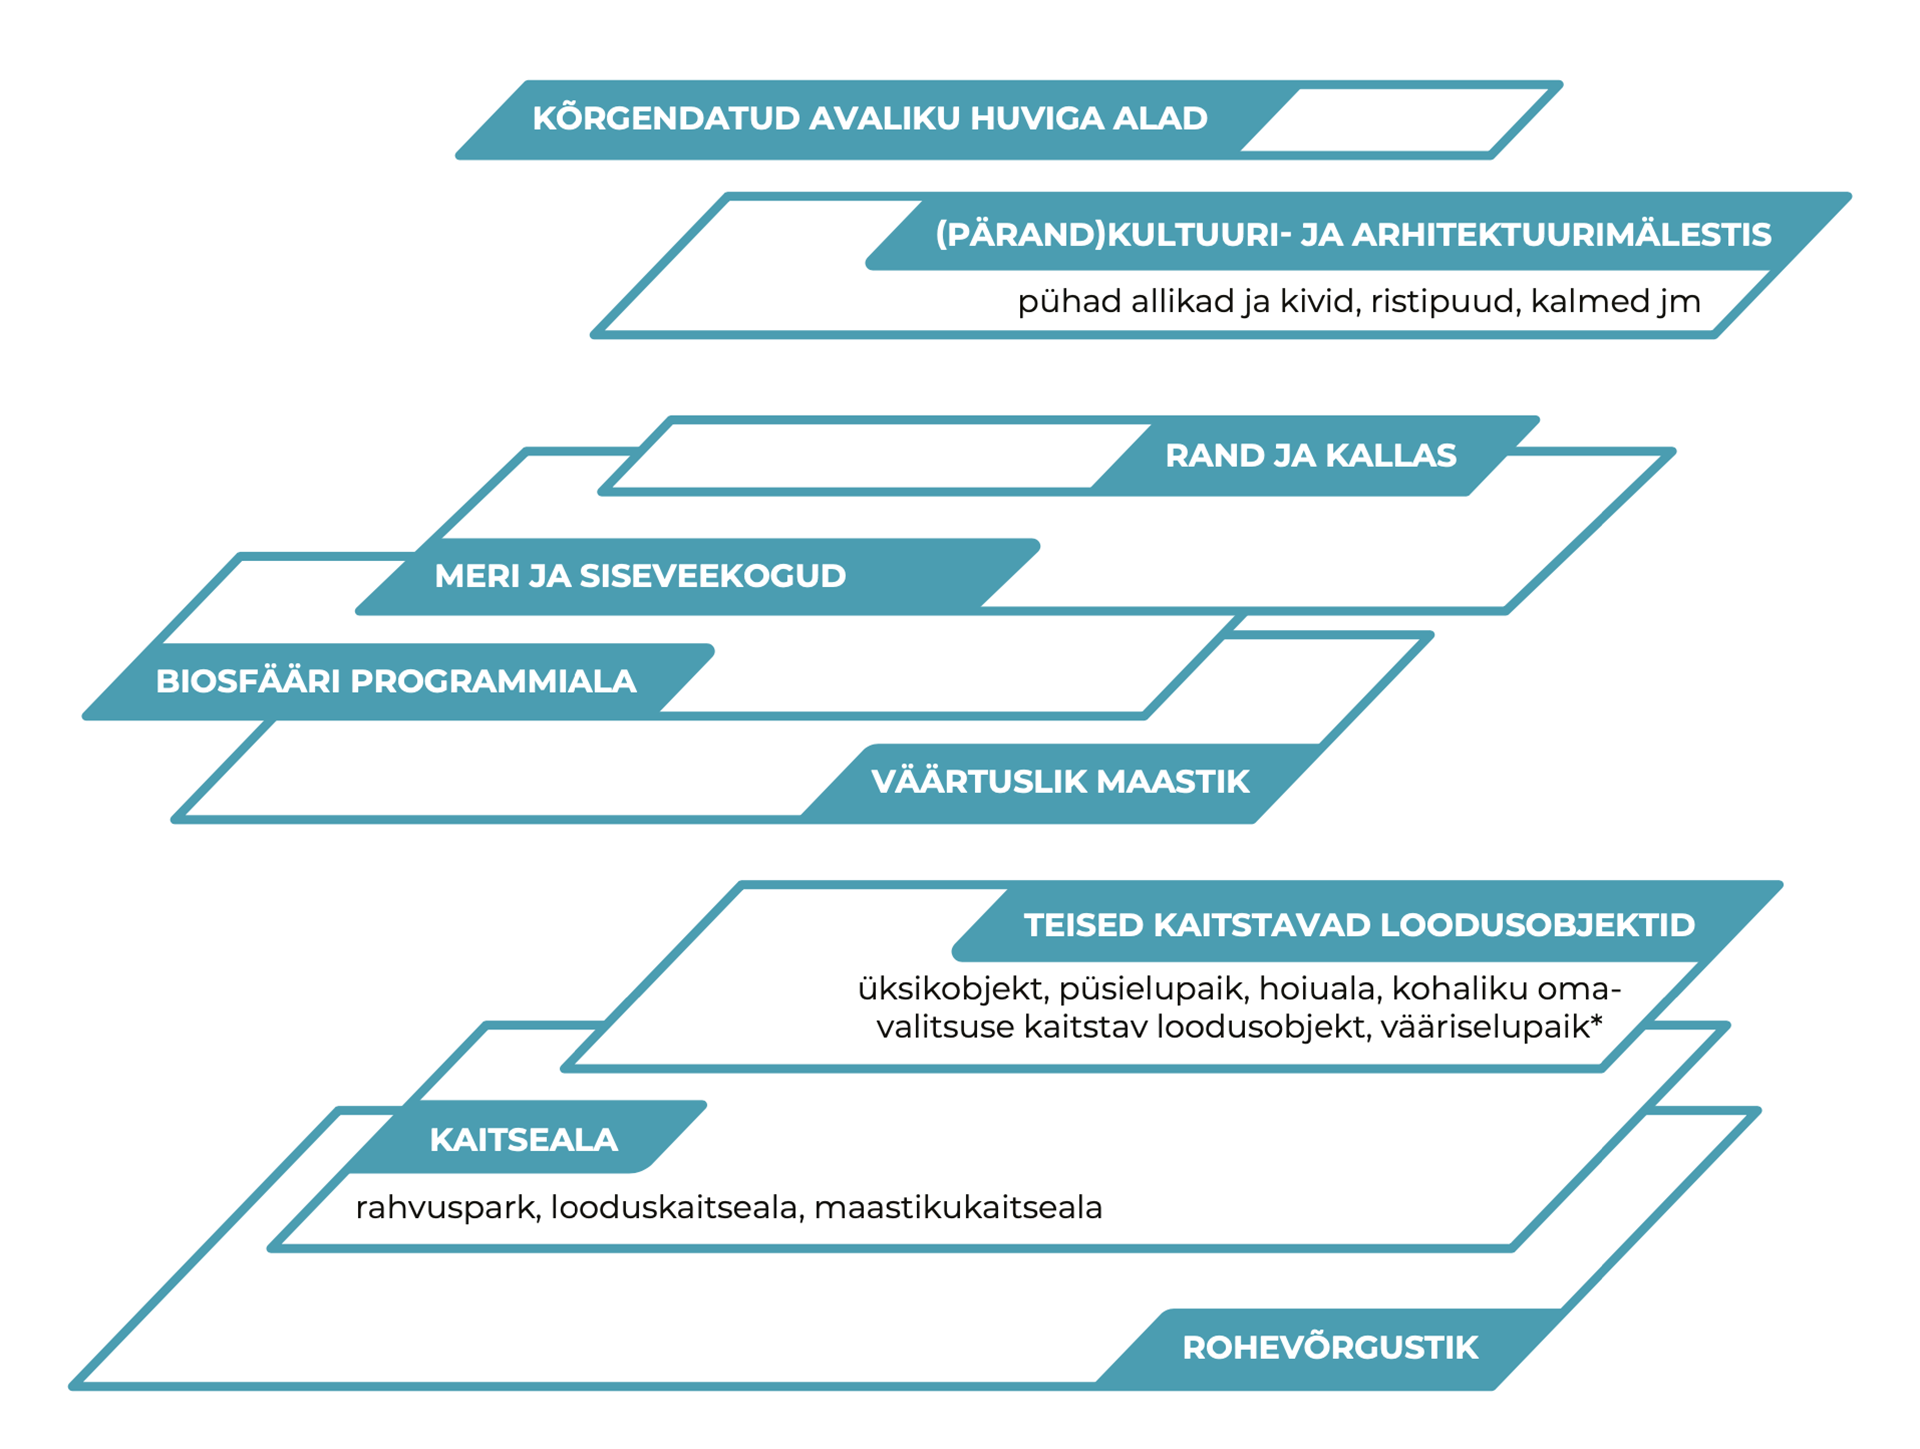 KÕRGENDATUD AVALIKU HUVIGA ALAD
(PÄRAND)KULTUURI- JA ARHITEKTUURIMÄLESTIS
pühad allikad ja kivid, ristipuud, kalmed jm
RAND JA KALLAS
MERI JA SISEVEEKOGUD
BIOSFÄÄRI PROGRAMMIALA
VÄÄRTUSLIK MAASTIK
TEISED KAITSTAVAD LOODUSOBJEKTID
üksikobjekt, püsielupaik, hoiuala, kohaliku oma-
valitsuse kaitstav loodusobjekt, vääriselupaik*
KAITSEALA
rahvuspark, looduskaitseala, maastikukaitseala
ROHEVÕRGUSTIK